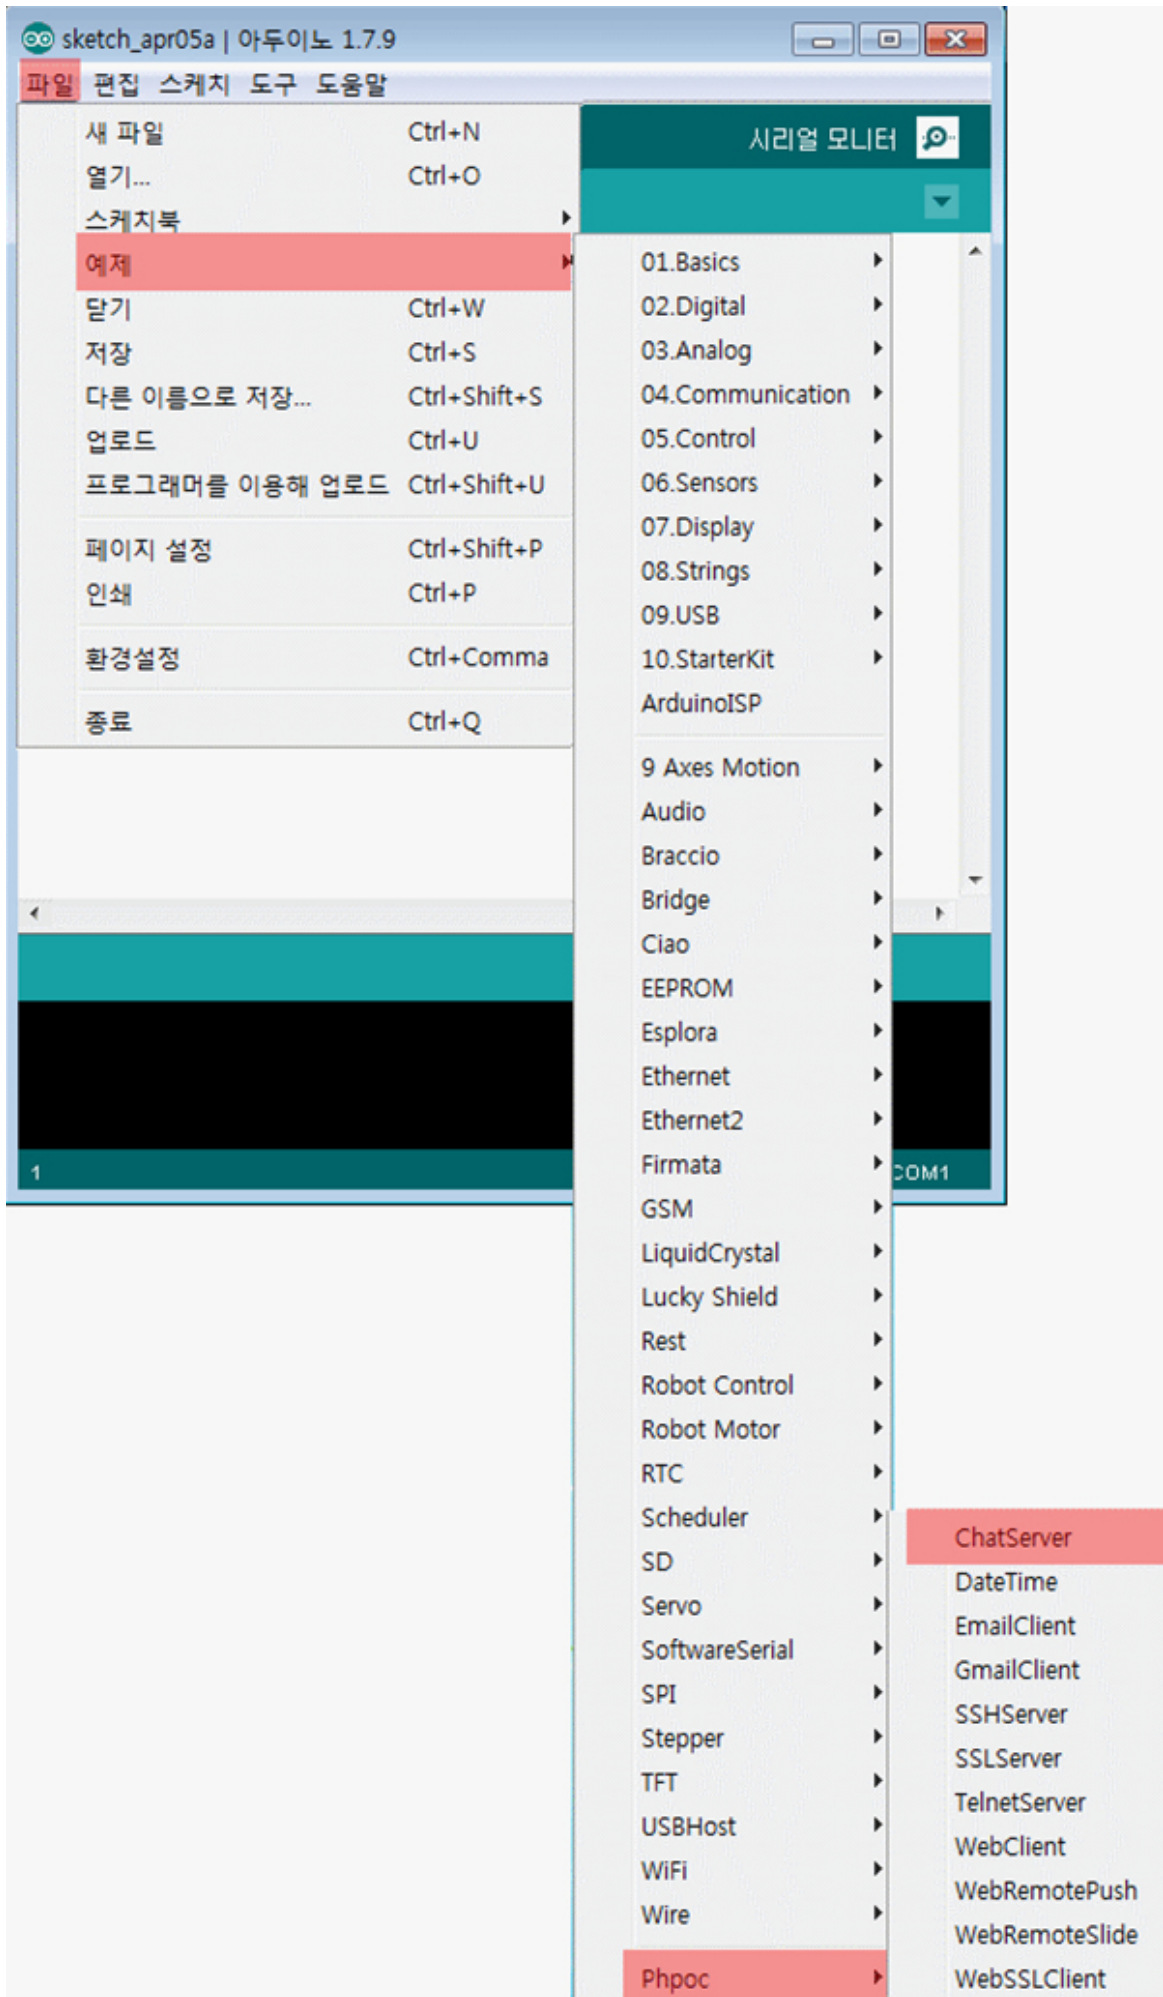 sketch_apr05a | 아두이노 1.7.9
파일 편집 스케치 도구 도움말
시리얼 모니터
새 파일 Ctrl+N
열기... Ctrl+O
스케치북
예제
닫기 Ctrl+W
저장 Ctrl+S
다른 이름으로 저장... Ctrl+Shift+S
업로드 Ctrl+U
프로그래머를 이용해 업로드 Ctrl+Shift+U
페이지 설정 Ctrl+Shift+P
인쇄 Ctrl+P
환경설정 Ctrl+Comma
종료 Ctrl+Q
01.Basics
02.Digital
03.Analog
04.Communication
05.Control
06.Sensors
07.Display
08.Strings
09.USB
10.StarterKit
ArduinoISP
9 Axes Motion
Audio
Braccio
Bridge
Ciao
EEPROM
Esplora
Ethernet
Ethernet2
Firmata
GSM
LiquidCrystal
Lucky Shield
Rest
Robot Control
Robot Motor
RTC
Scheduler
SD
Servo
SoftwareSerial
SPI
Stepper
TFT
USBHost
WiFi
Wire
Phpoc
ChatServer
DateTime
EmailClient
GmailClient
SSHServer
SSLServer
TelnetServer
WebClient
WebRemotePush
WebRemoteSlide
WebSSLClient
1
COM1